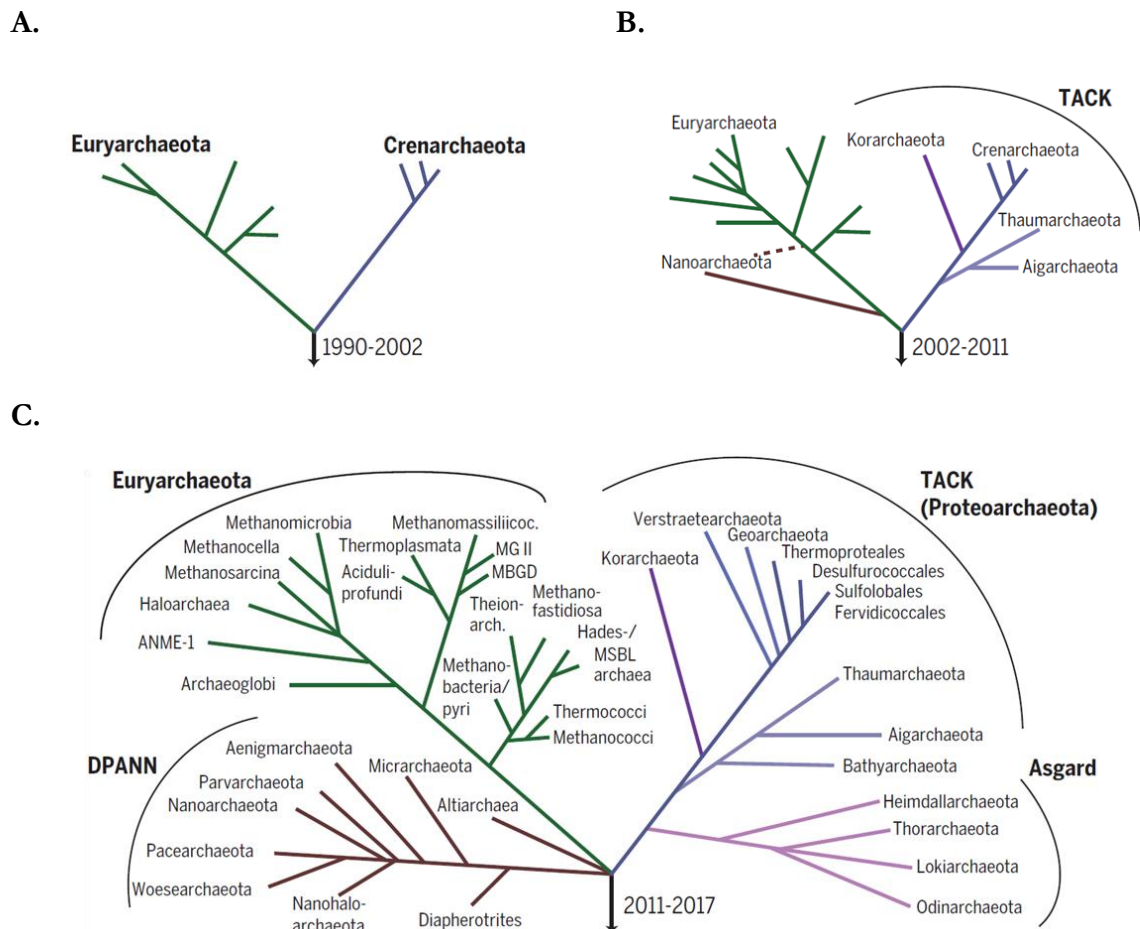 A.
Euryarchaeota
Crenarchaeota
1990-2002
B.
TACK
Euryarchaeota
Korarchaeota
Crenarchaeota
Thaumarchaeota
Nanoarchaeota
Aigarchaeota
2002-2011
C.
Euryarchaeota
Methanomicrobia
Methanocella
Methanosarcina
Haloarchaea
ANME-1
Archaeoglobi
Thermoplasmata
Aciduli-
profundi
Methanomassiliicoc.
MG II
MBGD
Theion-
arch.
Methano-
fastidiosa
Hades-/
MSBL
archaea
Methano-
bacteria/
pyri
Thermococci
Methanococci
TACK
(Proteoarchaeota)
Verstraetearchaeota
Geoarchaeota
Korarchaeota
Thermoproteales
Desulfurococcales
Sulfolobales
Fervidicoccales
Thaumarchaeota
Aigarchaeota
Bathyarchaeota
DPANN
Aenigmarchaeota
Parvarchaeota
Nanoarchaeota
Micrarchaeota
Altiarchaea
Pacearchaeota
Woesearchaeota
Nanohalo-
archaeota
Diapherotrites
Asgard
Heimdallarchaeota
Thorarchaeota
Lokiarchaeota
Odinarchaeota
2011-2017